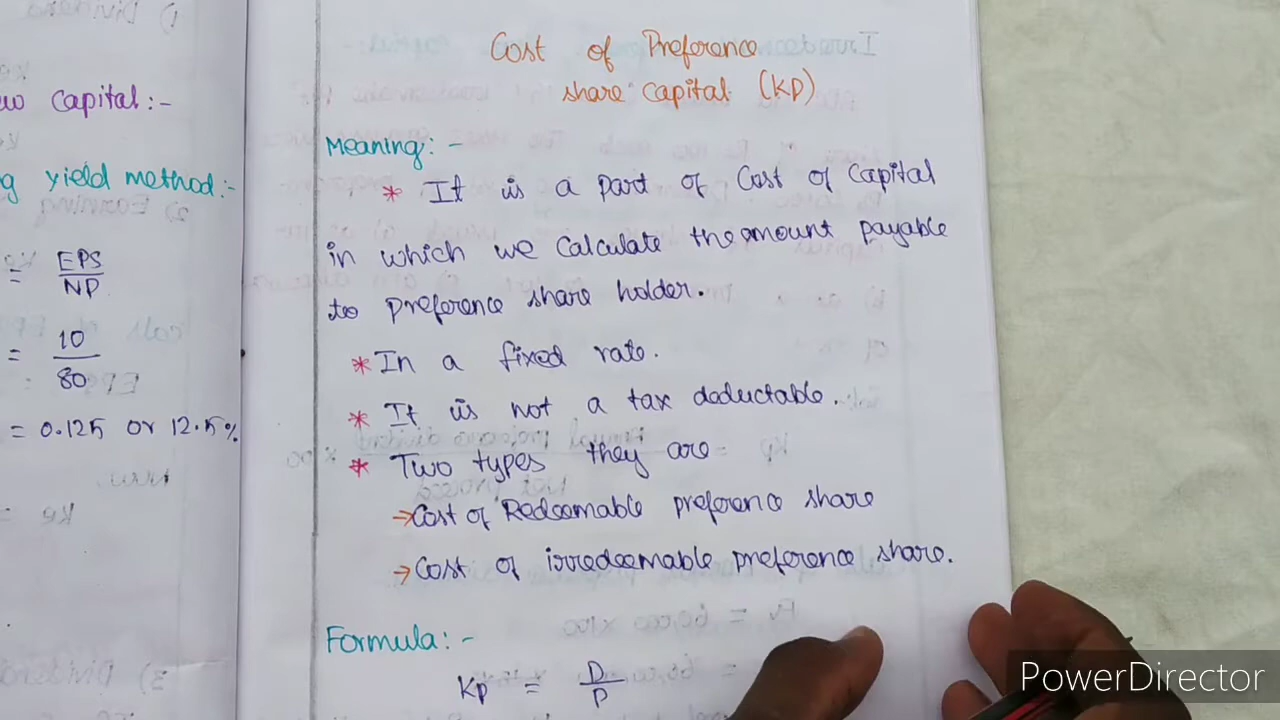 w Capital:-
g yield method:-
= EPS
NP
= 10
80
= 0.125 or 12.5%
Cost of Preference
share capital (KP)
Meaning:-
* It is a part of Cost of Capital
in which we Calculate the amount payable
to preference share holder.
* In a fixed rate.
* It is not a tax deductable.
* Two types they are
→ Cost of Redeemable preference share
→ Cost of irredeemable preference share.
Formula:-
Kp = D
P
PowerDirector